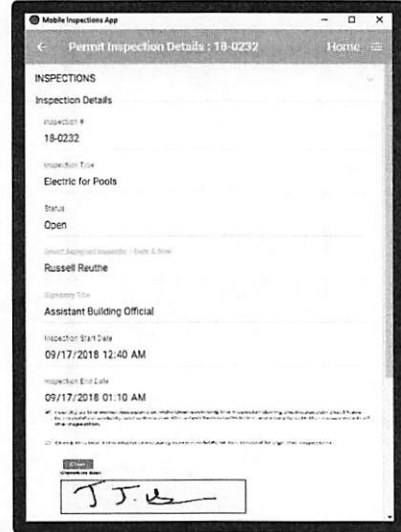 Mobile Inspections App
Permit Inspection Details : 18-0232 Home
INSPECTIONS
Inspection Details
Inspection #
18-0232
Inspection Type
Electric for Pools
Status
Open
Russell Reuthe
Signatory Title
Assistant Building Official
Inspection Start Date
09/17/2018 12:40 AM
Inspection End Date
09/17/2018 01:10 AM
the inspection.
Clear